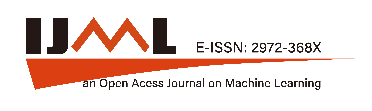 IJML E-ISSN: 2972-368X
an Open Acess Journal on Machine Learning